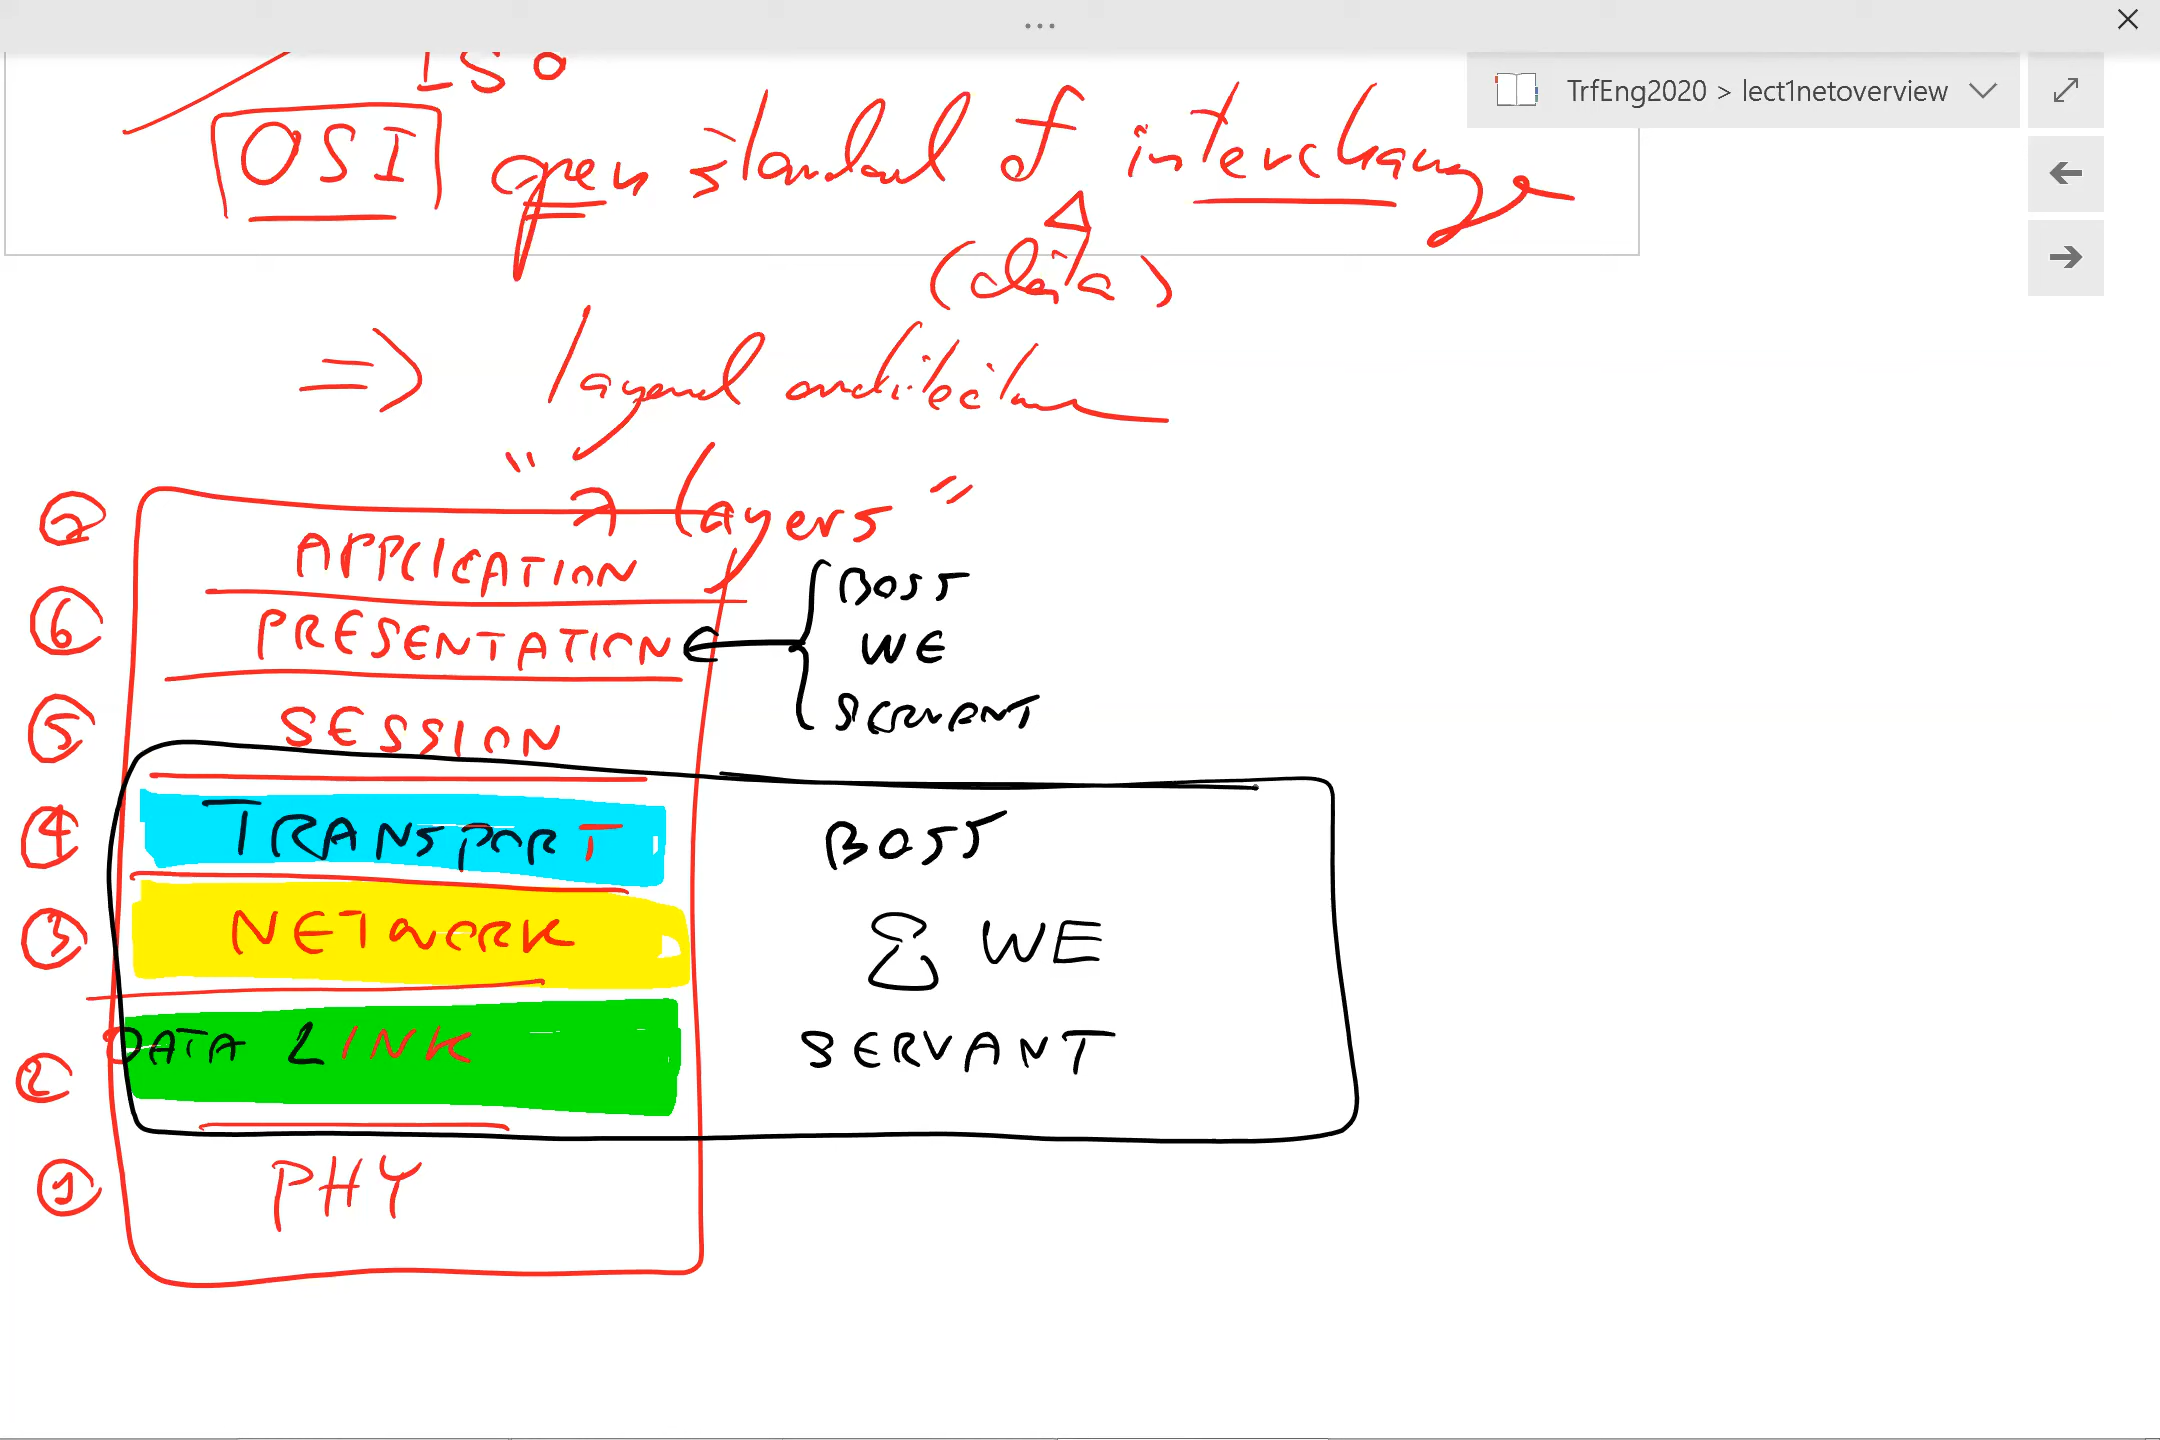 ...
ISO
TrfEng2020 > lect1netoverview
OSI open standard of interchange
(data)
=> layered architecture
"7 layers"
7 APPLICATION
BOSS
6 PRESENTATION
WE
5 SESSION
SERVANT
4 TRANSPORT BOSS
3 NETWORK WE
2 DATA LINK SERVANT
1 PHY